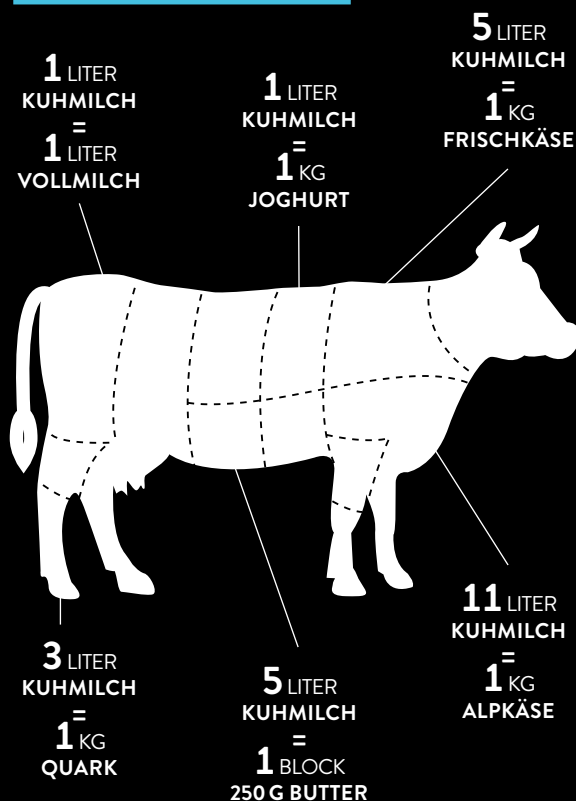 1 LITER
KUHMILCH
=
1 LITER
VOLLMILCH
1 LITER
KUHMILCH
=
1 KG
JOGHURT
5 LITER
KUHMILCH
=
1 KG
FRISCHKÄSE
3 LITER
KUHMILCH
=
1 KG
QUARK
5 LITER
KUHMILCH
=
1 BLOCK
250 G BUTTER
11 LITER
KUHMILCH
=
1 KG
ALPKÄSE